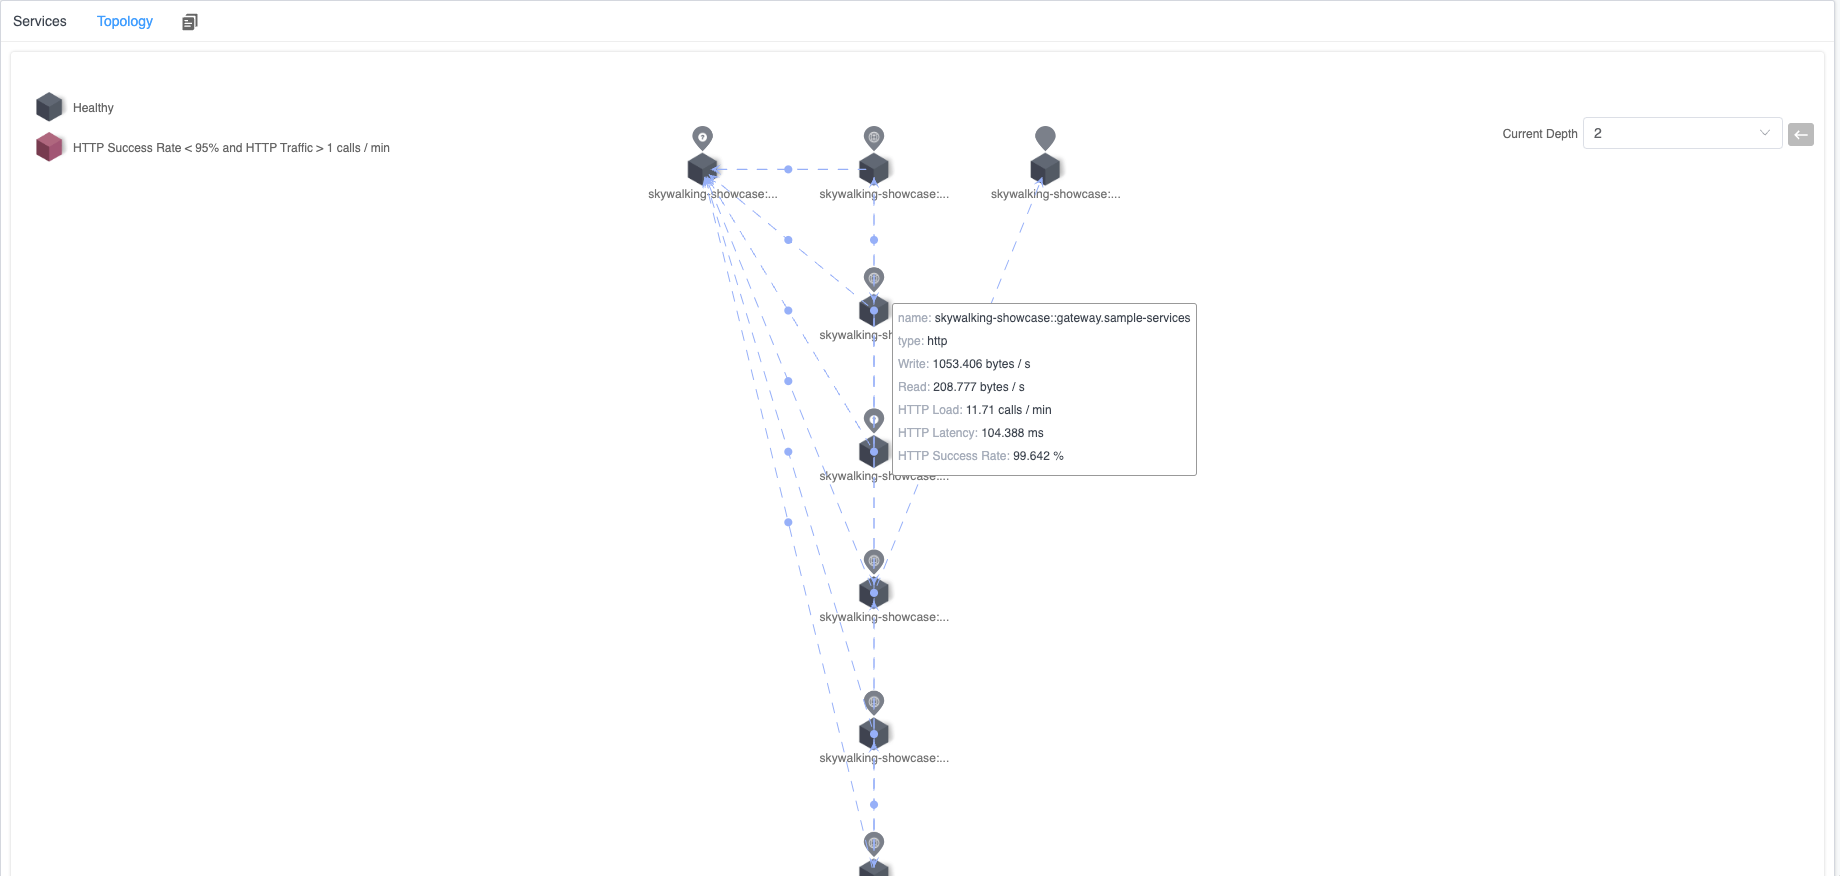 Services Topology
Healthy
HTTP Success Rate < 95% and HTTP Traffic > 1 calls / min
Current Depth 2
skywalking-showcase:...
skywalking-showcase:...
skywalking-showcase:...
skywalking-sh
name: skywalking-showcase::gateway.sample-services
type: http
Write: 1053.406 bytes / s
Read: 208.777 bytes / s
HTTP Load: 11.71 calls / min
HTTP Latency: 104.388 ms
HTTP Success Rate: 99.642 %
skywalking-showcase:...
skywalking-showcase:...
skywalking-showcase:...